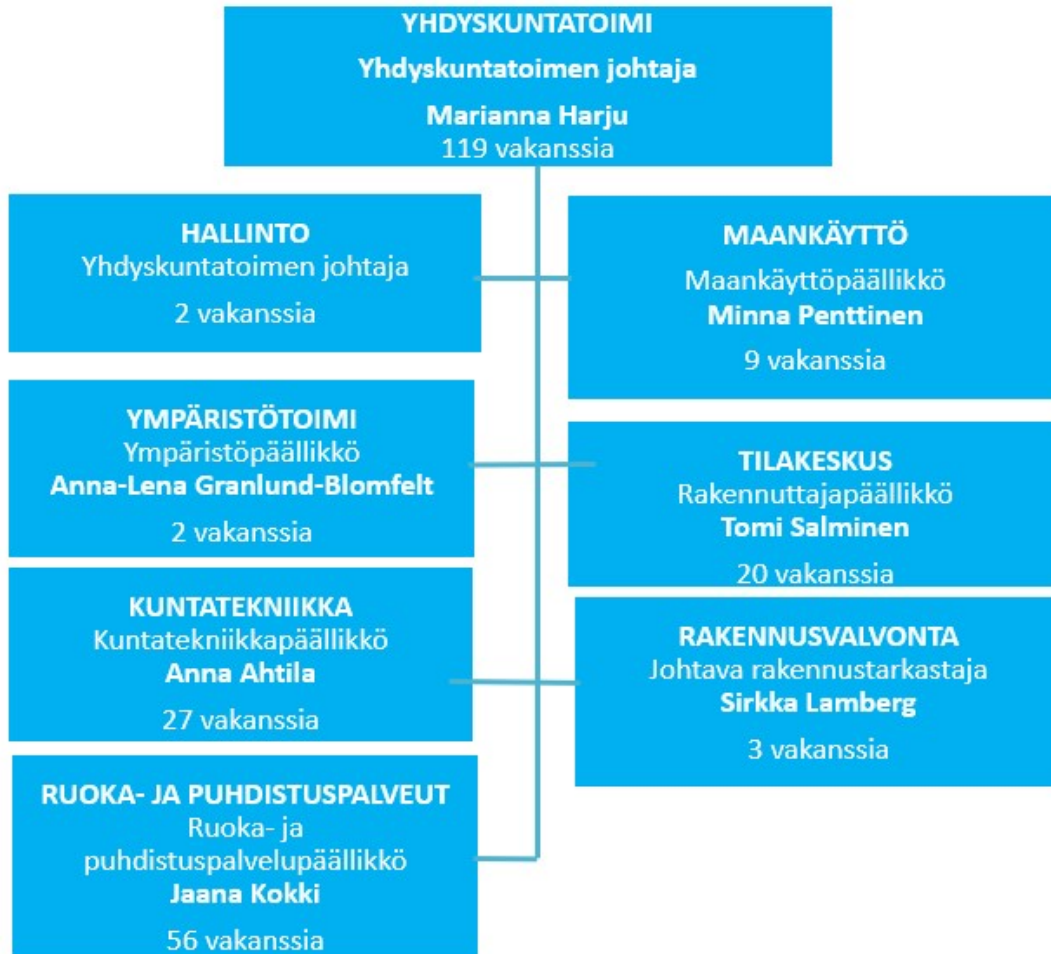 YHDYSKUNTATOIMI
Yhdyskuntatoimen johtaja
Marianna Harju
119 vakanssia
HALLINTO
Yhdyskuntatoimen johtaja
2 vakanssia
MAANKÄYTTÖ
Maankäyttöpäällikkö
Minna Penttinen
9 vakanssia
YMPÄRISTÖTOIMI
Ympäristöpäällikkö
Anna-Lena Granlund-Blomfelt
2 vakanssia
TILAKESKUS
Rakennuttajapäällikkö
Tomi Salminen
20 vakanssia
KUNTATEKNIIKKA
Kuntatekniikkapäällikkö
Anna Ahtila
27 vakanssia
RAKENNUSVALVONTA
Johtava rakennustarkastaja
Sirkka Lamberg
3 vakanssia
RUOKA- JA PUHDISTUSPALVEUT
Ruoka- ja
puhdistuspalvelupäällikkö
Jaana Kokki
56 vakanssia